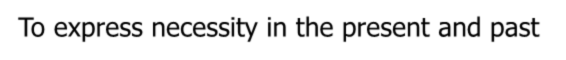 To express necessity in the present and past